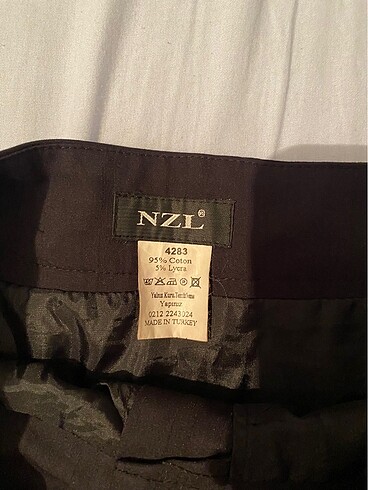 NZL®
4283
95% Coton
5% Lycra
Yalnız Kuru Temizleme
Yapınız
0212 2243024
MADE IN TURKEY